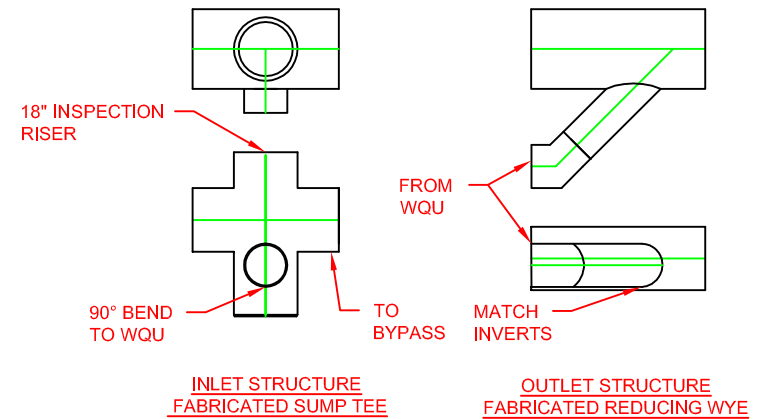 18" INSPECTION
RISER
90° BEND
TO WQU
TO
BYPASS
INLET STRUCTURE
FABRICATED SUMP TEE
FROM
WQU
MATCH
INVERTS
OUTLET STRUCTURE
FABRICATED REDUCING WYE